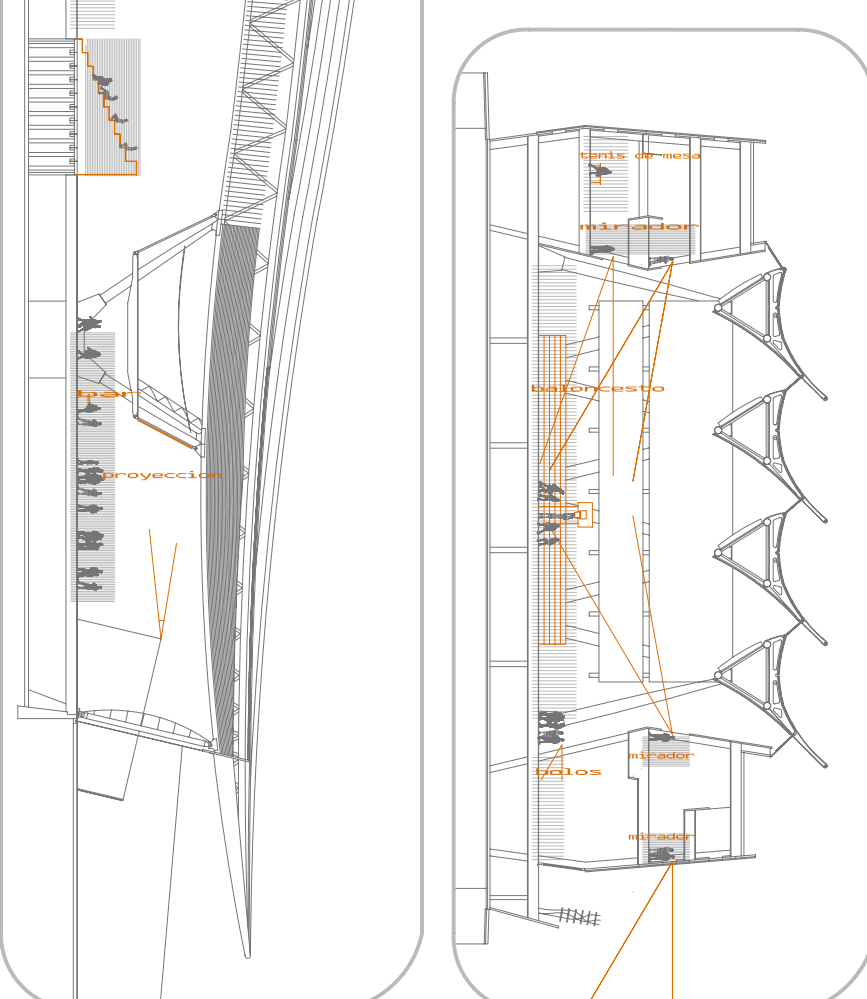 bar
proyeccion
tenis de mesa
mirador
baloncesto
mirador
bolos
mirador